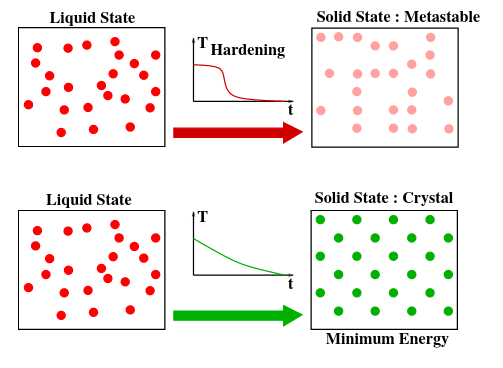 Liquid State
Solid State : Metastable
T
Hardening
t
Liquid State
Solid State : Crystal
T
t
Minimum Energy